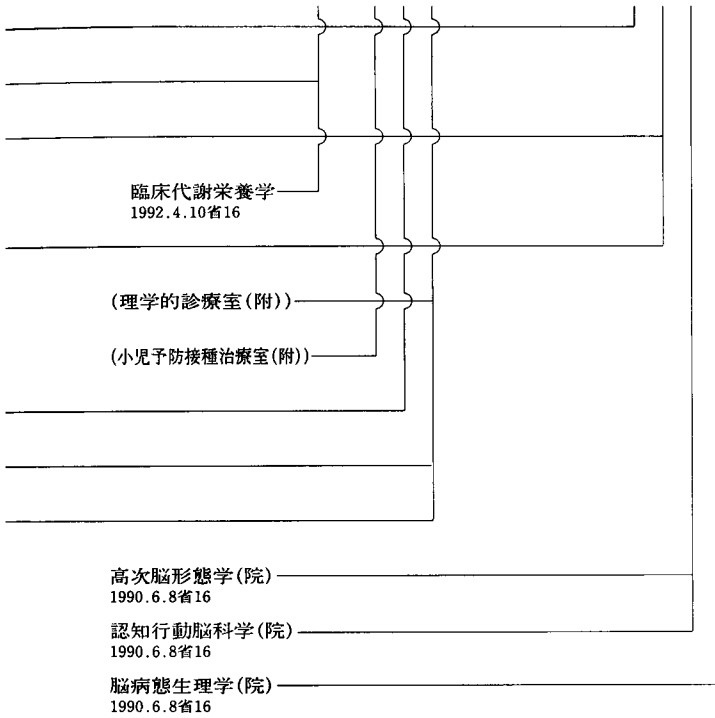 臨床代謝栄養学
1992.4.10省16
(理学的診療室(附))
(小児予防接種治療室(附))
高次脳形態学(院)
1990.6.8省16
認知行動脳科学(院)
1990.6.8省16
脳病態生理学(院)
1990.6.8省16